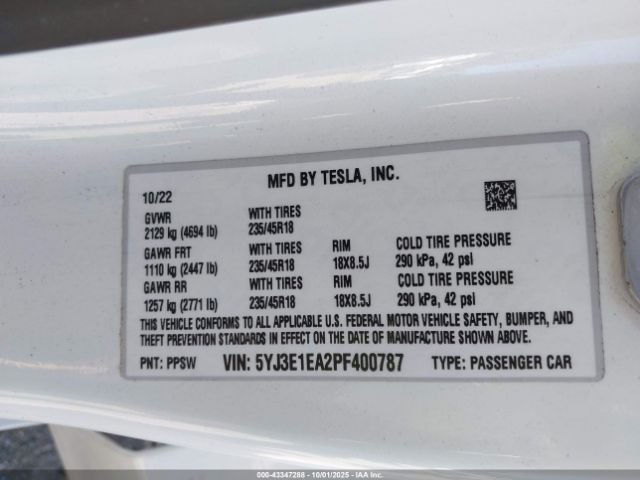 MFD BY TESLA, INC.
10/22
GVWR WITH TIRES
2129 kg (4694 lb) 235/45R18
GAWR FRT WITH TIRES RIM COLD TIRE PRESSURE
1110 kg (2447 lb) 235/45R18 18X8.5J 290 kPa, 42 psi
GAWR RR WITH TIRES RIM COLD TIRE PRESSURE
1257 kg (2771 lb) 235/45R18 18X8.5J 290 kPa, 42 psi
THIS VEHICLE CONFORMS TO ALL APPLICABLE U.S. FEDERAL MOTOR VEHICLE SAFETY, BUMPER, AND
THEFT PREVENTION STANDARDS IN EFFECT ON THE DATE OF MANUFACTURE SHOWN ABOVE.
PNT: PPSW VIN: 5YJ3E1EA2PF400787 TYPE: PASSENGER CAR
000-43347288 - 10/01/2025 - IAAI Copart